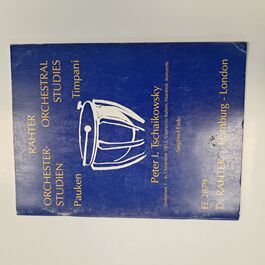 RAHTER
ORCHESTER- ORCHESTRAL
STUDIEN STUDIES
Pauken Timpani
Peter I. Tschaikowsky
Siegfried Fink
EE 2879
D. RAHTER Hamburg - London